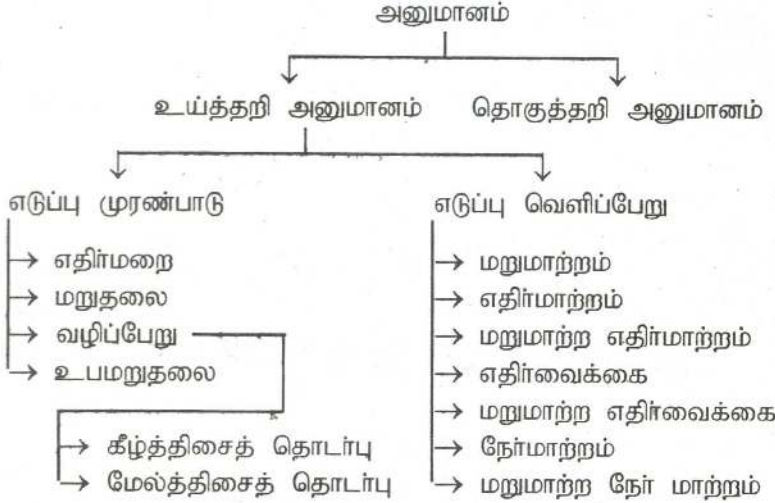 அனுமானம்
உய்த்தறி அனுமானம்
தொகுத்தறி அனுமானம்
எடுப்பு முரண்பாடு
எதிர்மறை
மறுதலை
வழிப்பேறு
உபமறுதலை
கீழ்த்திசைத் தொடர்பு
மேல்த்திசைத் தொடர்பு
எடுப்பு வெளிப்பேறு
மறுமாற்றம்
எதிர்மாற்றம்
மறுமாற்ற எதிர்மாற்றம்
எதிர்வைக்கை
மறுமாற்ற எதிர்வைக்கை
நேர்மாற்றம்
மறுமாற்ற நேர் மாற்றம்